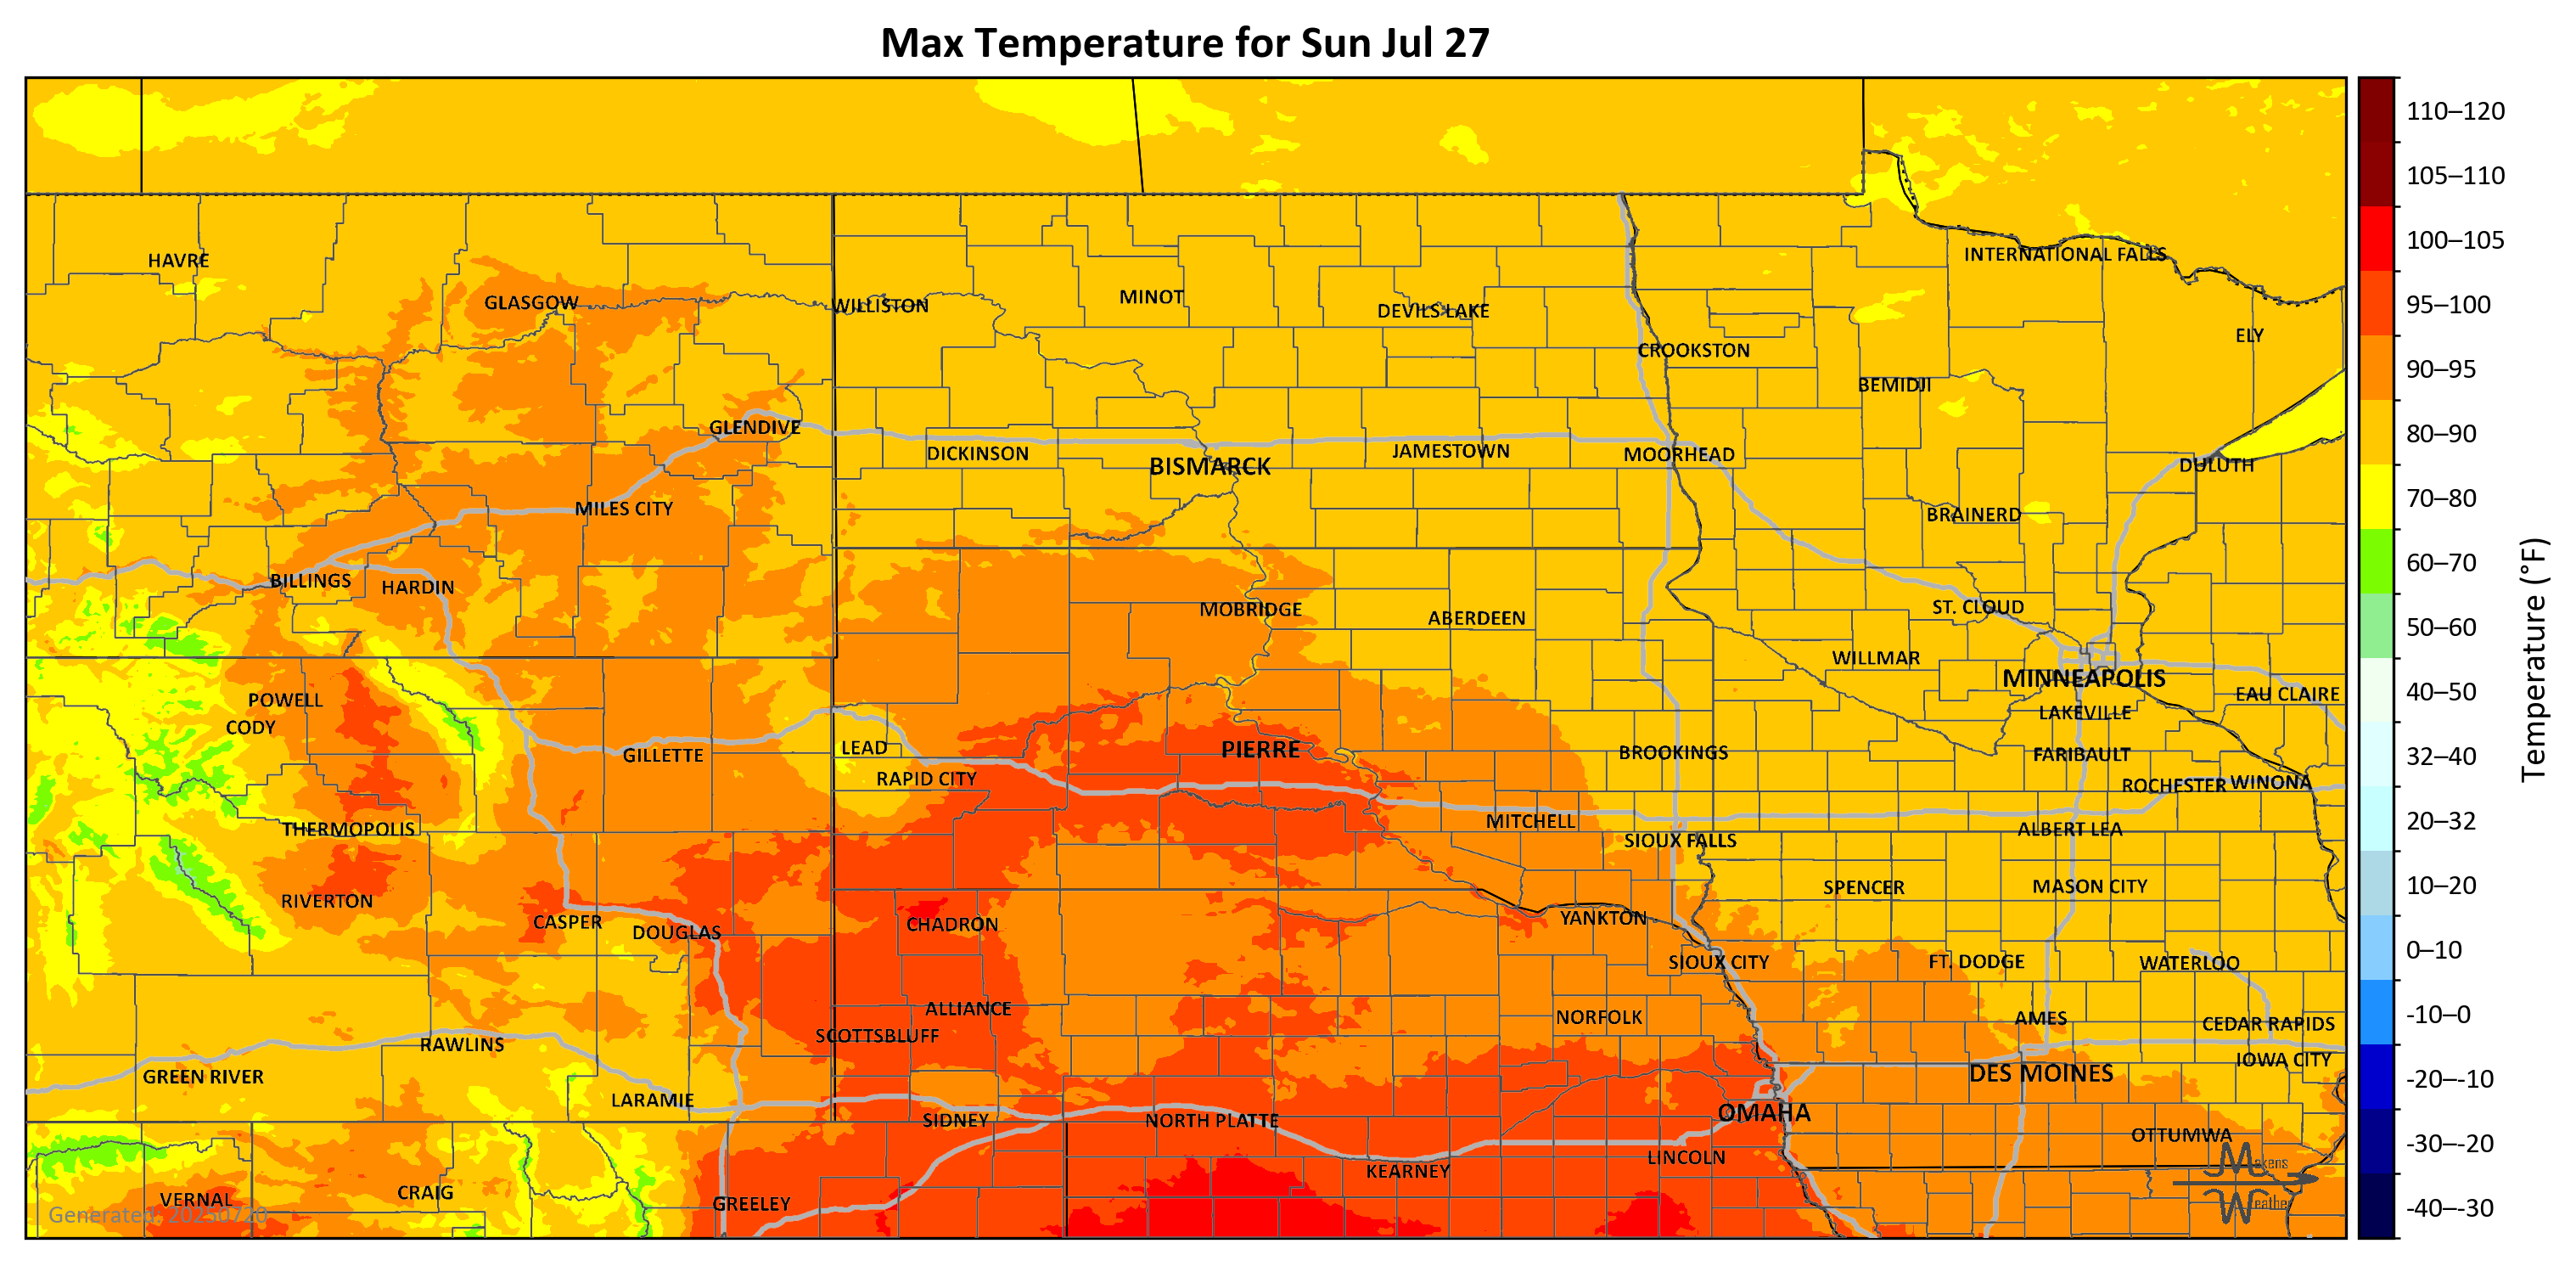 Max Temperature for Sun Jul 27
110–120
105–110
100–105
95–100
90–95
80–90
70–80
60–70
50–60
40–50
32–40
20–32
10–20
0–10
-10–0
-20–-10
-30–-20
-40–-30
Temperature (°F)
INTERNATIONAL FALLS
HAVRE
GLASGOW
WILLISTON
MINOT
DEVILS LAKE
ELY
CROOKSTON
BEMIDJI
GLENDIVE
DICKINSON
BISMARCK
JAMESTOWN
MOORHEAD
DULUTH
MILES CITY
BRAINERD
BILLINGS
HARDIN
MOBRIDGE
ABERDEEN
ST. CLOUD
WILLMAR
MINNEAPOLIS
POWELL
EAU CLAIRE
CODY
LAKEVILLE
GILLETTE
LEAD
PIERRE
BROOKINGS
FARIBAULT
RAPID CITY
ROCHESTER
WINONA
THERMOPOLIS
MITCHELL
SIOUX FALLS
ALBERT LEA
RIVERTON
SPENCER
MASON CITY
CASPER
DOUGLAS
CHADRON
YANKTON
SIOUX CITY
FT. DODGE
WATERLOO
ALLIANCE
NORFOLK
AMES
CEDAR RAPIDS
SCOTTSBLUFF
RAWLINS
IOWA CITY
GREEN RIVER
DES MOINES
LARAMIE
SIDNEY
NORTH PLATTE
OMAHA
OTTUMWA
KEARNEY
LINCOLN
VERNAL
CRAIG
GREELEY
Generated: 20250720
Makens
Weather